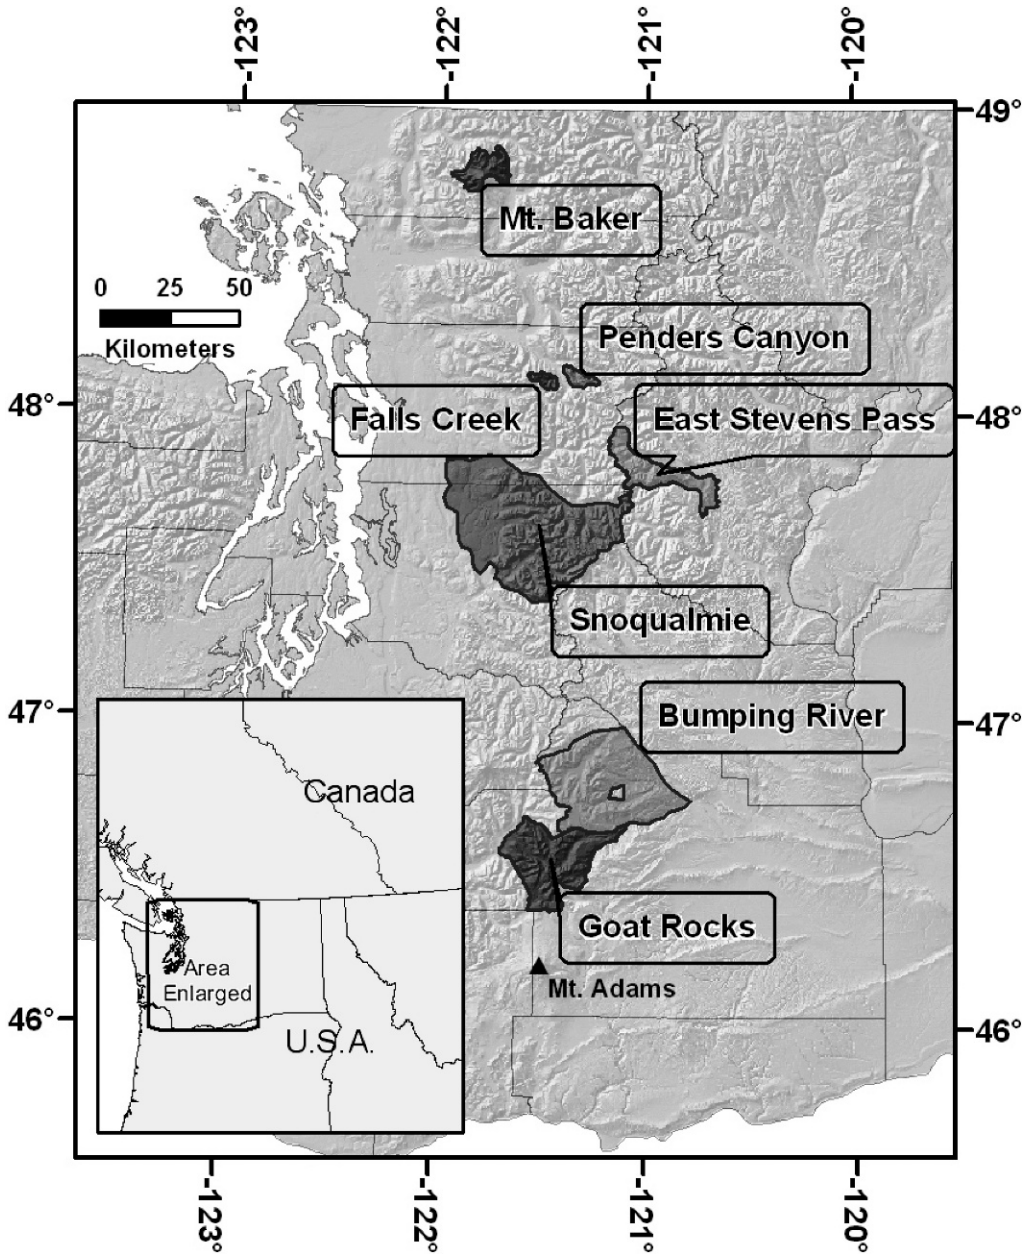 -123°
-122°
-121°
-120°
49°
Mt. Baker
0 25 50
Kilometers
Penders Canyon
48°
Falls Creek
East Stevens Pass
48°
Snoqualmie
47°
Bumping River
47°
Canada
Goat Rocks
Area
Enlarged
Mt. Adams
46°
U.S.A.
46°
-123°
-122°
-121°
-120°